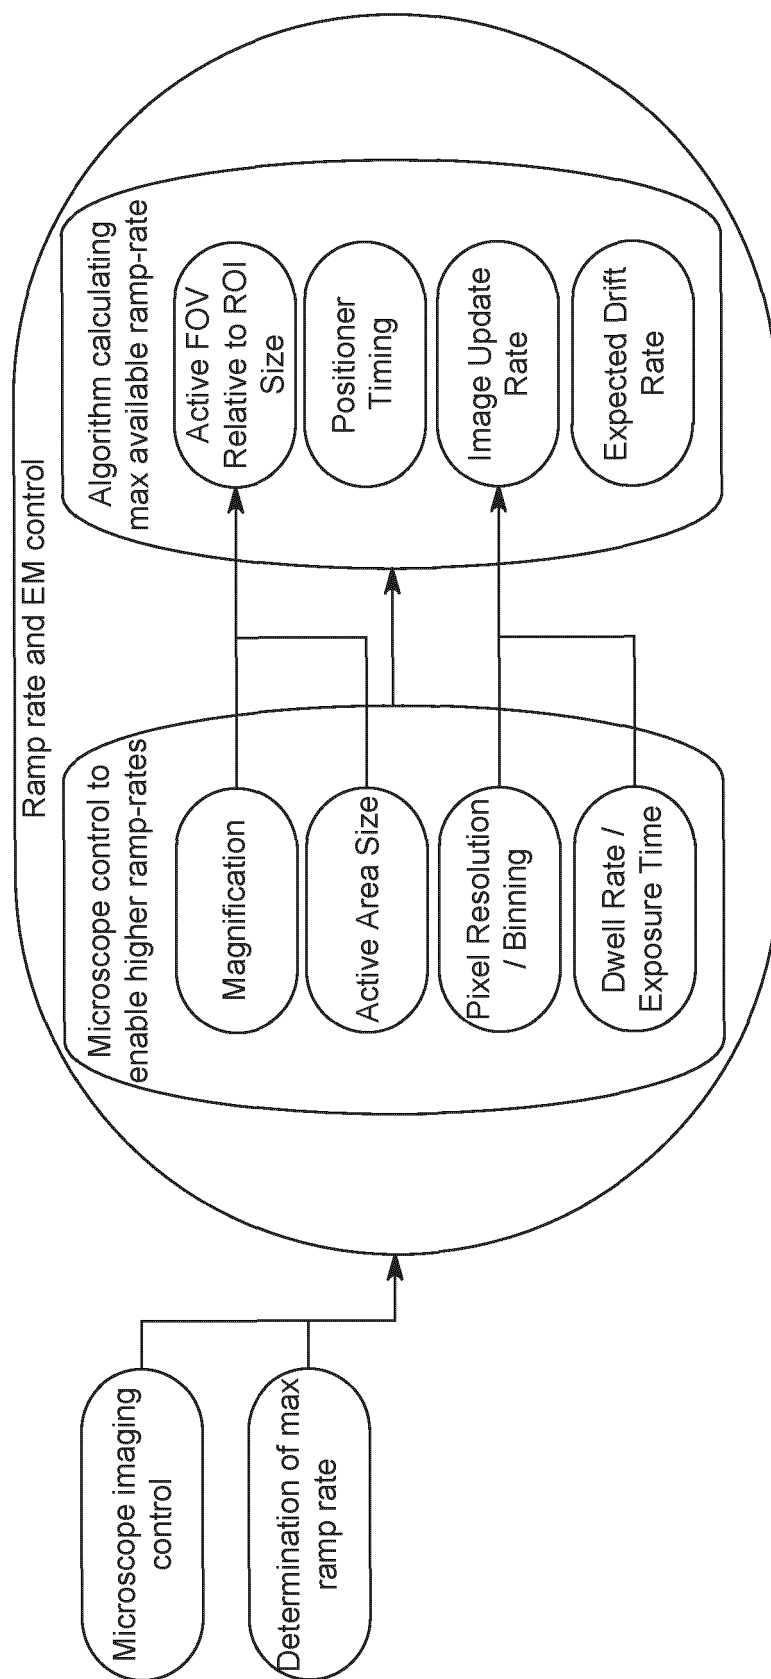 Microscope imaging
control
Determination of max
ramp rate
Ramp rate and EM control
Microscope control to
enable higher ramp-rates
Magnification
Active Area Size
Pixel Resolution
/ Binning
Dwell Rate /
Exposure Time
Algorithm calculating
max available ramp-rate
Active FOV
Relative to ROI
Size
Positioner
Timing
Image Update
Rate
Expected Drift
Rate